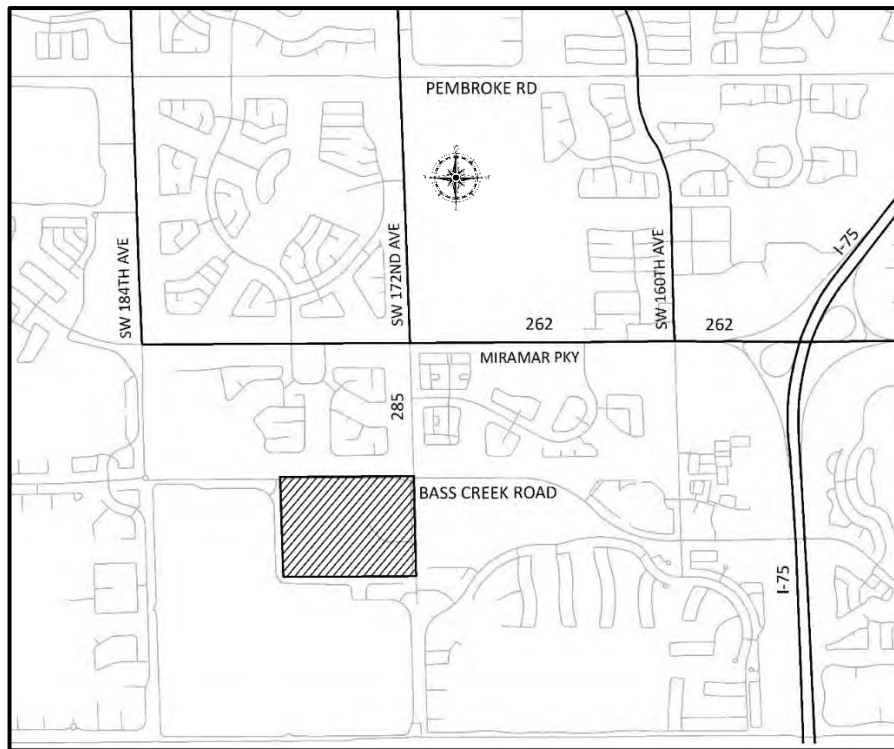 PEMBROKE RD
I-75
SW 184TH AVE
SW 172ND AVE
SW 160TH AVE
262
262
MIRAMAR PKY
285
BASS CREEK ROAD
I-75